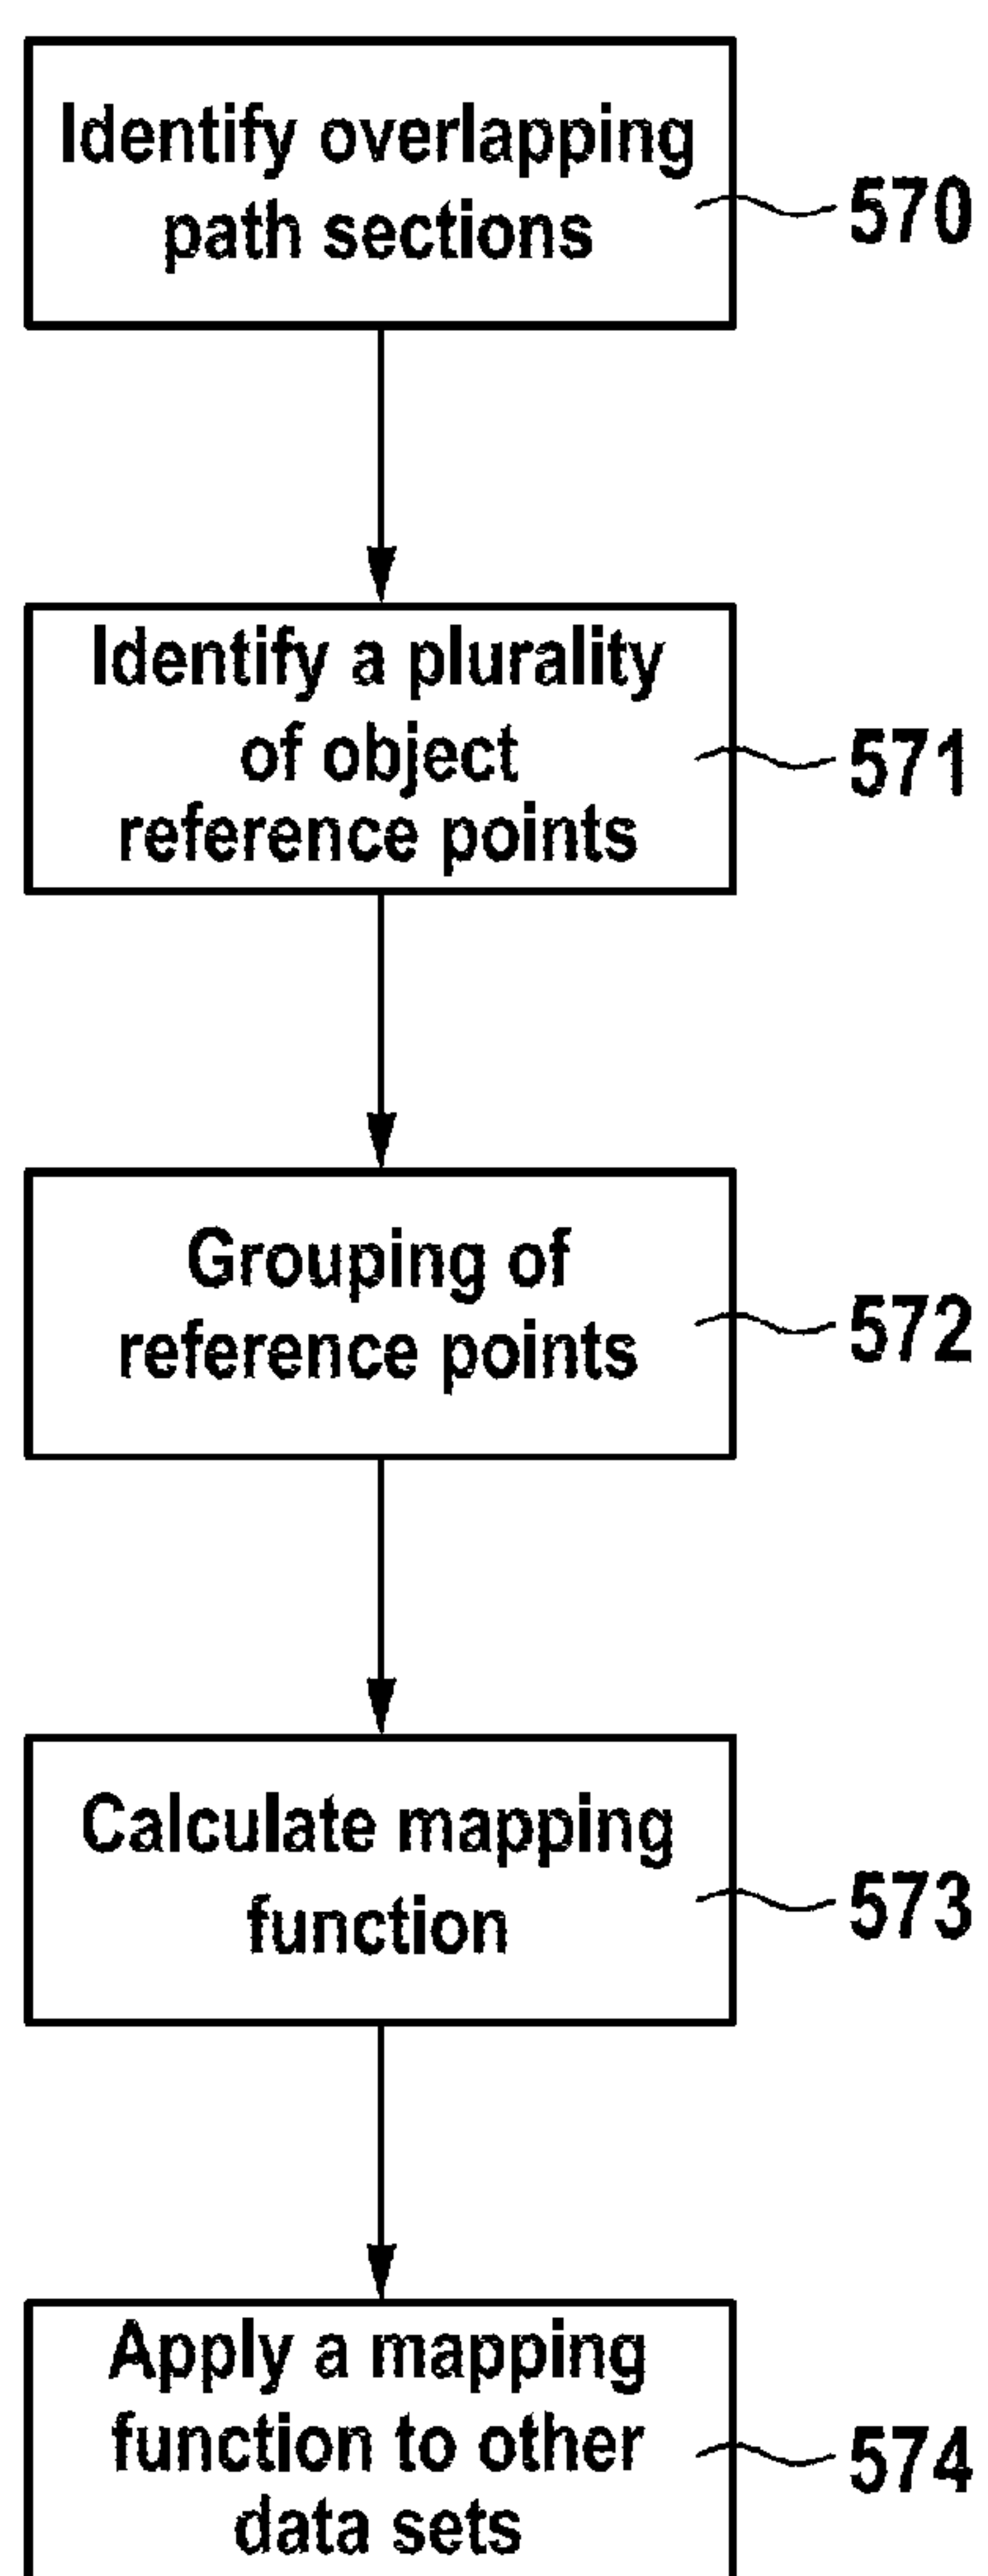 Identify overlapping
path sections
570
Identify a plurality
of object
reference points
571
Grouping of
reference points
572
Calculate mapping
function
573
Apply a mapping
function to other
data sets
574